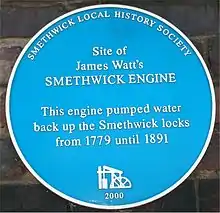 SMETHWICK LOCAL HISTORY SOCIETY
Site of
James Watt's
SMETHWICK ENGINE
This engine pumped water
back up the Smethwick locks
from 1779 until 1891
2000